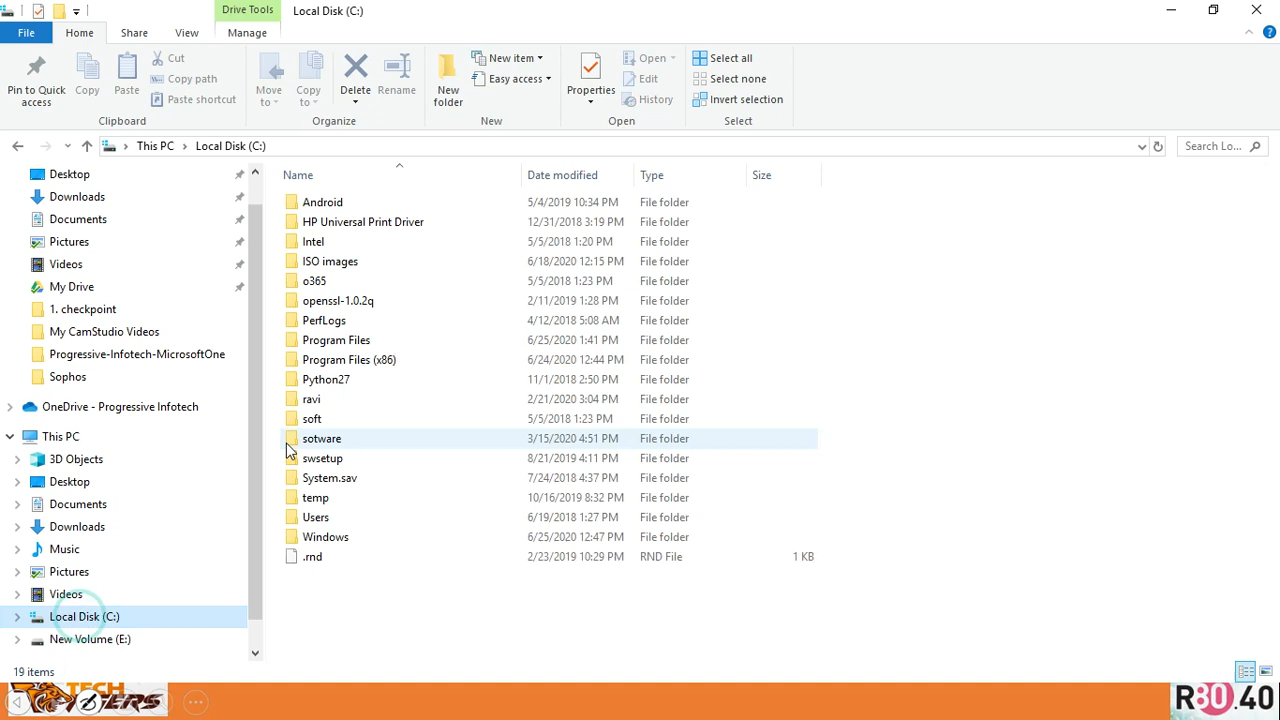 Drive Tools
Local Disk (C:)
File Home Share View Manage
Pin to Quick access
Copy
Paste
Cut
Copy path
Paste shortcut
Clipboard
Move to
Copy to
Delete
Rename
Organize
New folder
New item
Easy access
New
Properties
Open
Edit
History
Open
Select all
Select none
Invert selection
Select
This PC > Local Disk (C:)
Search Lo...
Desktop
Downloads
Documents
Pictures
Videos
My Drive
1. checkpoint
My CamStudio Videos
Progressive-Infotech-MicrosoftOne
Sophos
OneDrive - Progressive Infotech
This PC
3D Objects
Desktop
Documents
Downloads
Music
Pictures
Videos
Local Disk (C:)
New Volume (E:)
Name Date modified Type Size
Android 5/4/2019 10:34 PM File folder
HP Universal Print Driver 12/31/2018 3:19 PM File folder
Intel 5/5/2018 1:20 PM File folder
ISO images 6/18/2020 12:15 PM File folder
o365 5/5/2018 1:23 PM File folder
openssl-1.0.2q 2/11/2019 1:28 PM File folder
PerfLogs 4/12/2018 5:08 AM File folder
Program Files 6/25/2020 1:41 PM File folder
Program Files (x86) 6/24/2020 12:44 PM File folder
Python27 11/1/2018 2:50 PM File folder
ravi 2/21/2020 3:04 PM File folder
soft 5/5/2018 1:23 PM File folder
sotware 3/15/2020 4:51 PM File folder
swsetup 8/21/2019 4:11 PM File folder
System.sav 7/24/2018 4:37 PM File folder
temp 10/16/2019 8:32 PM File folder
Users 6/19/2018 1:27 PM File folder
Windows 6/25/2020 12:47 PM File folder
.rnd 2/23/2019 10:29 PM RND File 1 KB
19 items
TECH
R80.40